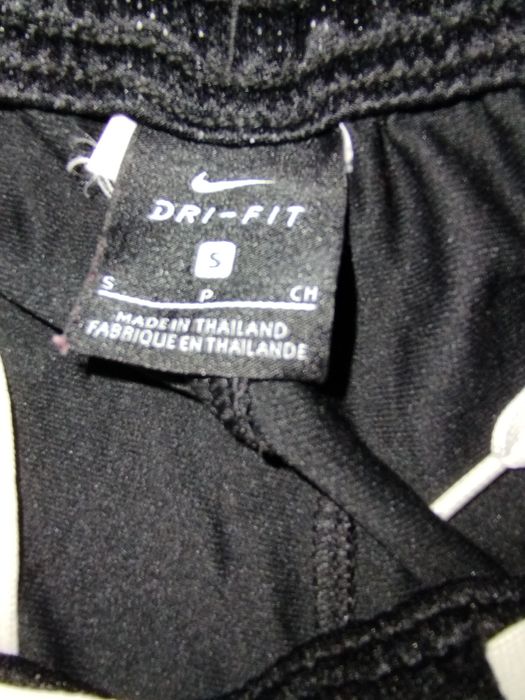 DRI-FIT
S
S P CH
MADE IN THAILAND
FABRIQUE EN THAILANDE